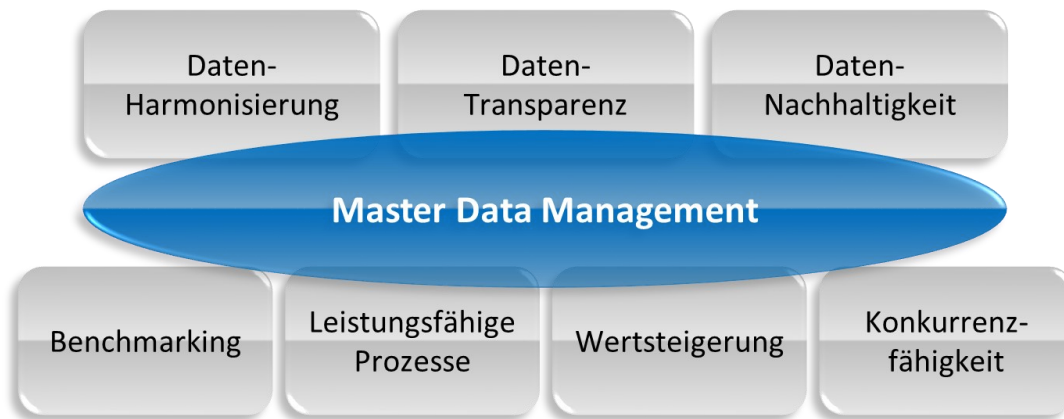 Daten-
Harmonisierung
Daten-
Transparenz
Daten-
Nachhaltigkeit
Master Data Management
Benchmarking
Leistungsfähige
Prozesse
Wertsteigerung
Konkurrenz-
fähigkeit